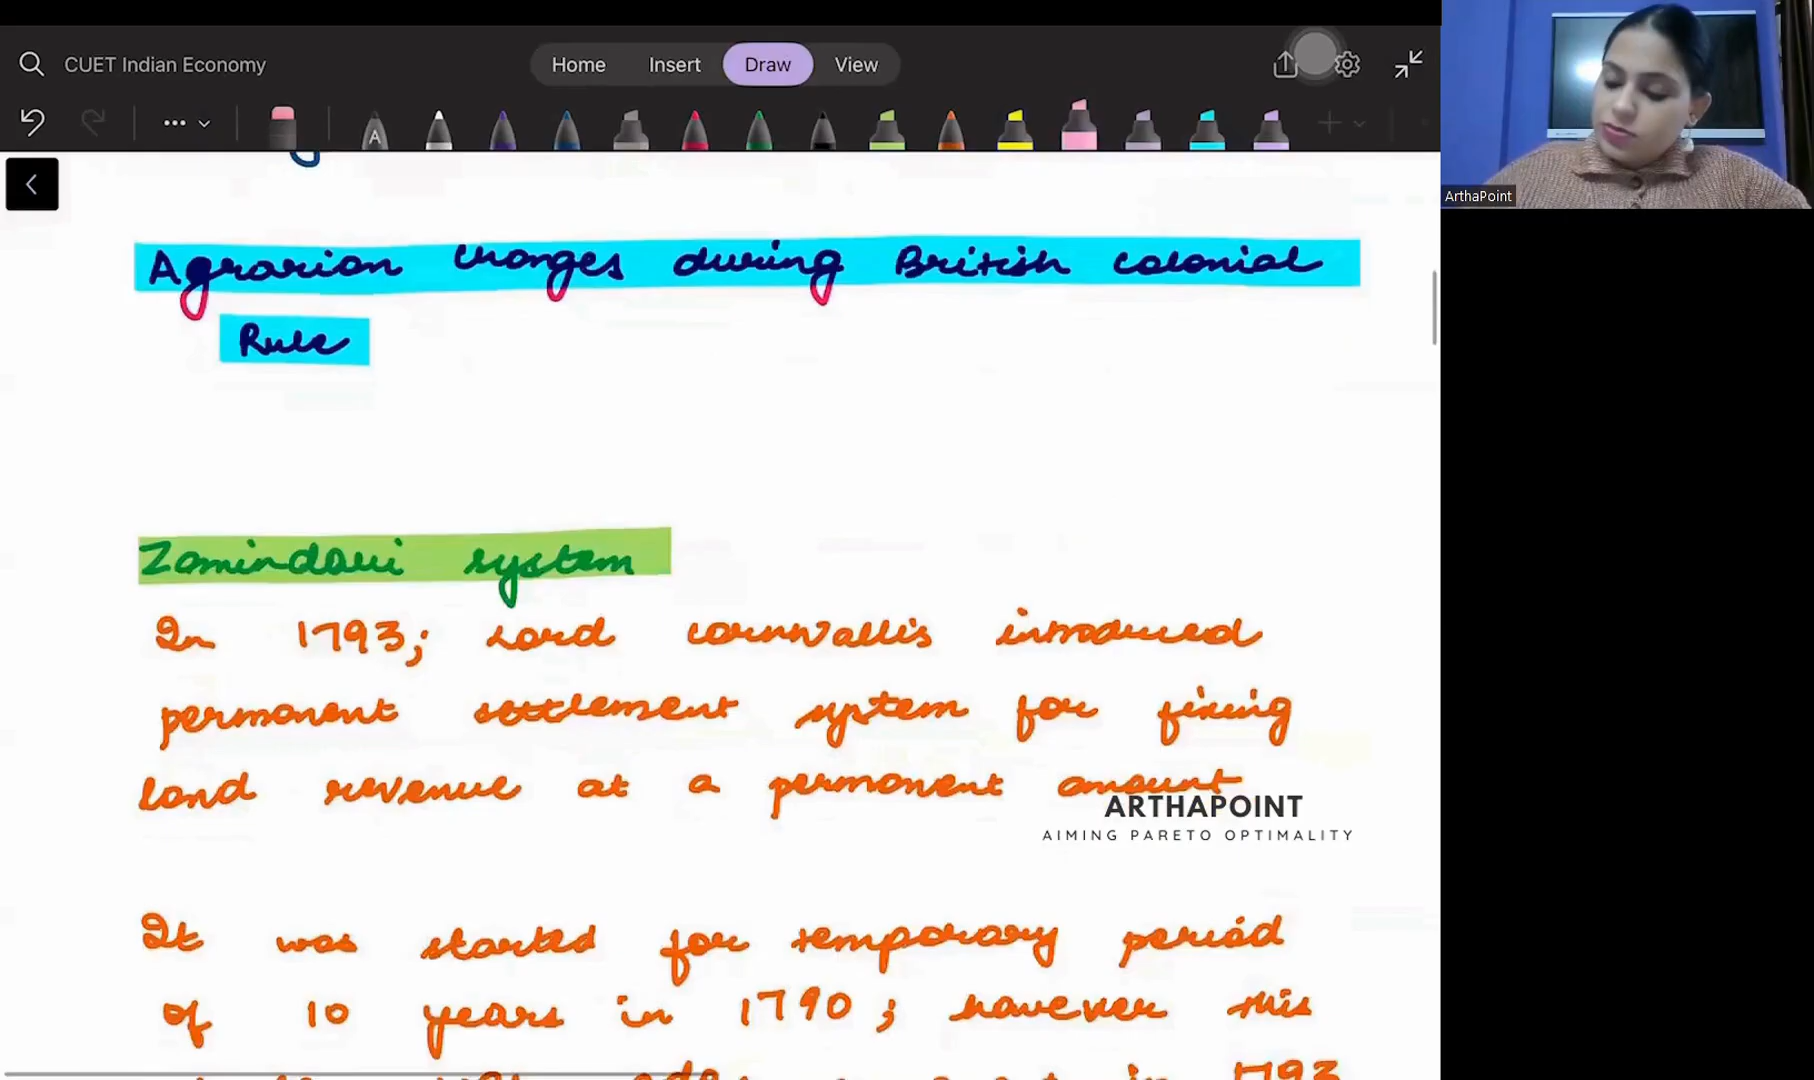 CUET Indian Economy
Home Insert Draw View
A
ArthaPoint
Agrarian changes during British colonial
Rule
Zamindari system
In 1793; Lord cornwallis introduced
permanent settlement system for fixing
land revenue at a permanent amount
ARTHAPOINT
AIMING PARETO OPTIMALITY
It was started for temporary period
of 10 years in 1790; however this
in 1793